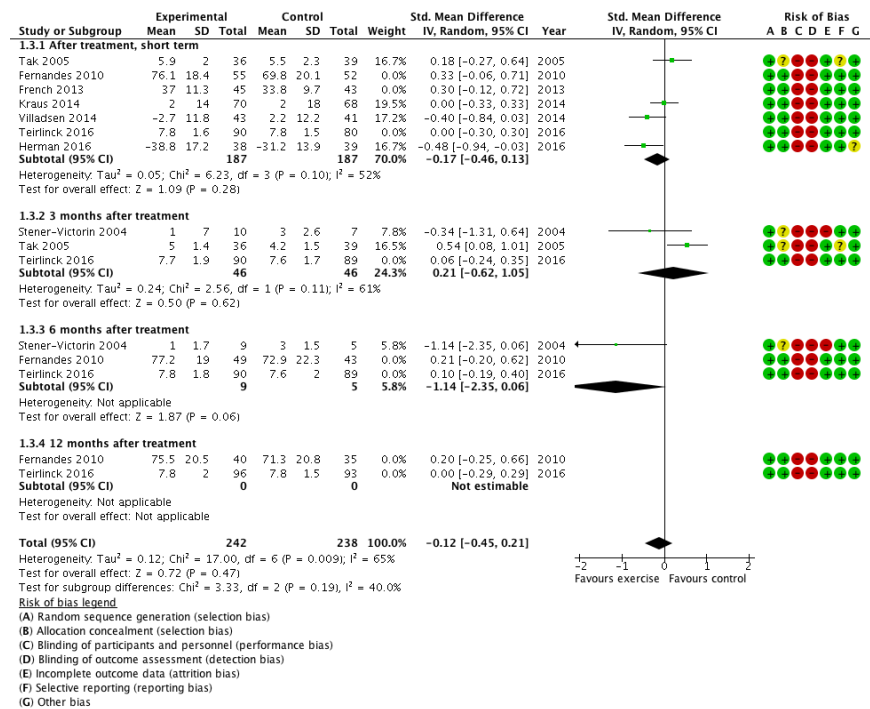 Experimental Control Std. Mean Difference Std. Mean Difference Risk of Bias
Study or Subgroup Mean SD Total Mean SD Total Weight IV, Random, 95% CI Year IV, Random, 95% CI A B C D E F G
1.3.1 After treatment, short term
Tak 2005 5.9 2 36 5.5 2.3 39 16.7% 0.18 [-0.27, 0.64] 2005
Fernandes 2010 76.1 18.4 55 69.8 20.1 52 0.0% 0.33 [-0.06, 0.71] 2010
French 2013 37 11.3 45 33.8 9.7 43 0.0% 0.30 [-0.12, 0.72] 2013
Kraus 2014 2 14 70 2 18 68 19.5% 0.00 [-0.33, 0.33] 2014
Villadsen 2014 -2.7 11.8 43 2.2 12.2 41 17.1% -0.40 [-0.84, 0.03] 2014
Teirlinck 2016 7.8 1.6 90 7.8 1.5 80 0.0% 0.00 [-0.30, 0.30] 2016
Herman 2016 -38.8 17.2 38 -31.2 13.9 39 16.7% -0.48 [-0.94, -0.03] 2016
Subtotal (95% CI) 187 187 70.0% -0.17 [-0.46, 0.13]
Heterogeneity: Tau² = 0.05; Chi² = 6.23, df = 3 (P = 0.10); I² = 52%
Test for overall effect: Z = 1.09 (P = 0.28)
1.3.2 3 months after treatment
Stener-Victorin 2004 1 7 10 3 2.6 7 7.8% -0.34 [-1.31, 0.64] 2004
Tak 2005 5 1.4 36 4.2 1.5 39 16.5% 0.54 [0.08, 1.01] 2005
Teirlinck 2016 7.7 1.9 90 7.6 1.7 89 0.0% 0.06 [-0.24, 0.35] 2016
Subtotal (95% CI) 46 46 24.3% 0.21 [-0.62, 1.05]
Heterogeneity: Tau² = 0.24; Chi² = 2.56, df = 1 (P = 0.11); I² = 61%
Test for overall effect: Z = 0.50 (P = 0.62)
1.3.3 6 months after treatment
Stener-Victorin 2004 1 1.7 9 3 1.5 5 5.8% -1.14 [-2.35, 0.06] 2004
Fernandes 2010 77.2 19 49 72.9 22.3 43 0.0% 0.21 [-0.20, 0.62] 2010
Teirlinck 2016 7.8 1.8 90 7.6 2 89 0.0% 0.10 [-0.19, 0.40] 2016
Subtotal (95% CI) 9 5 5.8% -1.14 [-2.35, 0.06]
Heterogeneity: Not applicable
Test for overall effect: Z = 1.87 (P = 0.06)
1.3.4 12 months after treatment
Fernandes 2010 75.5 20.5 40 71.3 20.8 35 0.0% 0.20 [-0.25, 0.66] 2010
Teirlinck 2016 7.8 2 96 7.8 1.5 93 0.0% 0.00 [-0.29, 0.29] 2016
Subtotal (95% CI) 0 0 Not estimable
Heterogeneity: Not applicable
Test for overall effect: Not applicable
Total (95% CI) 242 238 100.0% -0.12 [-0.45, 0.21]
Heterogeneity: Tau² = 0.12; Chi² = 17.00, df = 6 (P = 0.009); I² = 65%
Test for overall effect: Z = 0.72 (P = 0.47)
Test for subgroup differences: Chi² = 3.33, df = 2 (P = 0.19), I² = 40.0%
-2 -1 0 1 2
Favours exercise Favours control
Risk of bias legend
(A) Random sequence generation (selection bias)
(B) Allocation concealment (selection bias)
(C) Blinding of participants and personnel (performance bias)
(D) Blinding of outcome assessment (detection bias)
(E) Incomplete outcome data (attrition bias)
(F) Selective reporting (reporting bias)
(G) Other bias